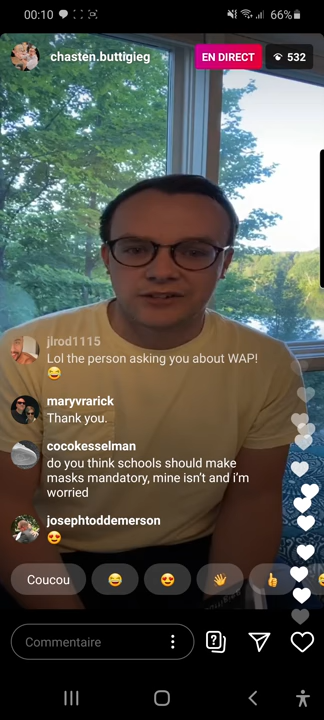 00:10
66%
chasten.buttigieg
EN DIRECT
532
jlrod1115
Lol the person asking you about WAP!
😂
maryvrarick
Thank you.
cocokesselman
do you think schools should make
masks mandatory, mine isn't and i'm
worried
josephtoddemerson
😍
Coucou 😂 😍 👋 👍
Commentaire